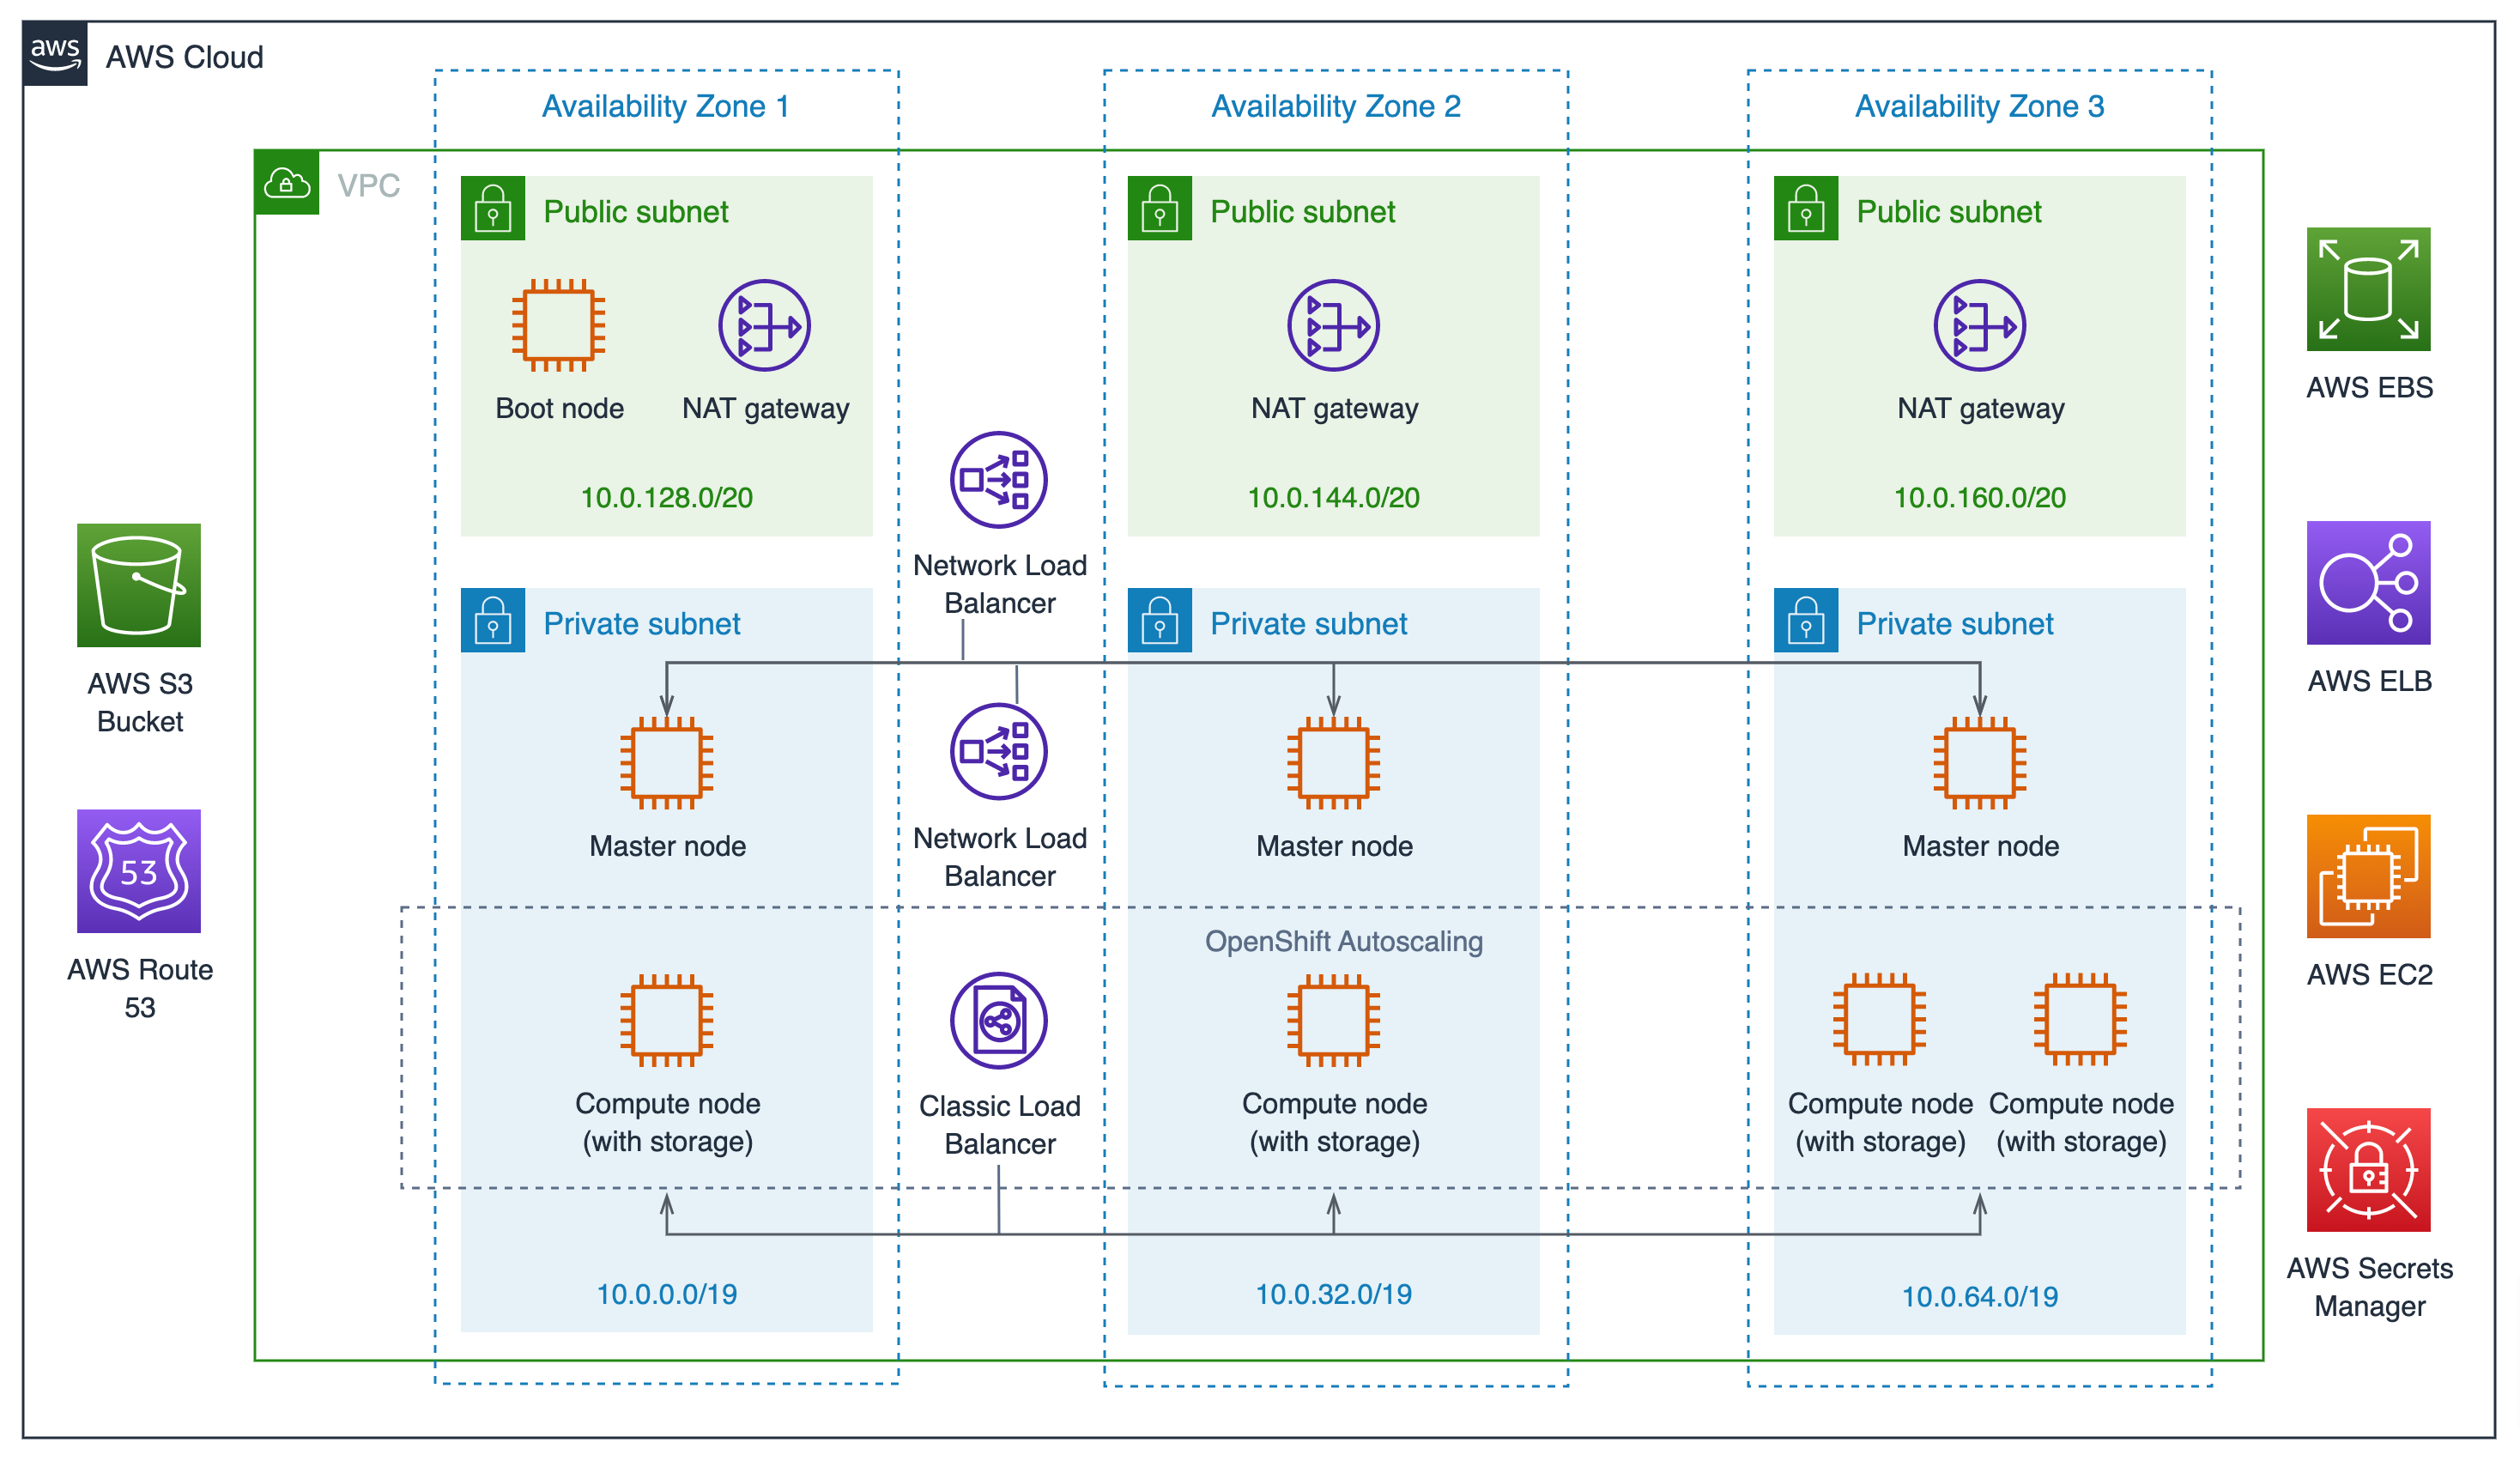 aws
AWS Cloud
Availability Zone 1
Availability Zone 2
Availability Zone 3
VPC
Public subnet
Public subnet
Public subnet
Boot node
NAT gateway
NAT gateway
NAT gateway
AWS EBS
10.0.128.0/20
10.0.144.0/20
10.0.160.0/20
Network Load
Balancer
Private subnet
Private subnet
Private subnet
AWS S3
Bucket
AWS ELB
Master node
Network Load
Balancer
Master node
Master node
53
AWS Route
53
OpenShift Autoscaling
AWS EC2
Compute node
(with storage)
Classic Load
Balancer
Compute node
(with storage)
Compute node
(with storage)
Compute node
(with storage)
10.0.0.0/19
10.0.32.0/19
10.0.64.0/19
AWS Secrets
Manager